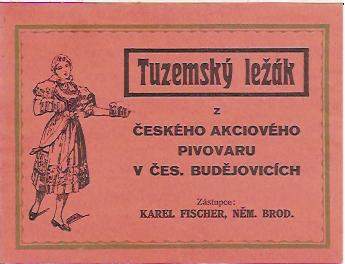 Tuzemský ležák
z
ČESKÉHO AKCIOVÉHO
PIVOVARU
V ČES. BUDĚJOVICÍCH
Zástupce:
KAREL FISCHER, NĚM. BROD.